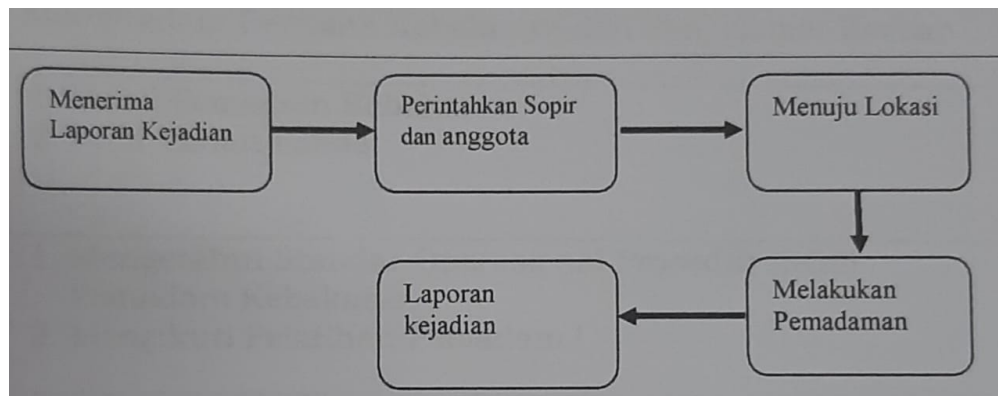 Menerima
Laporan Kejadian
Perintahkan Sopir
dan anggota
Menuju Lokasi
Melakukan
Pemadaman
Laporan
kejadian